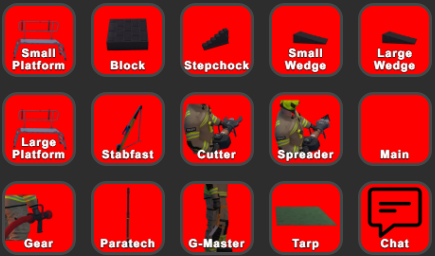 Small
Platform
Block
Stepchock
Small
Wedge
Large
Wedge
Large
Platform
Stabfast
Cutter
Spreader
Main
Gear
Paratech
G-Master
Tarp
Chat